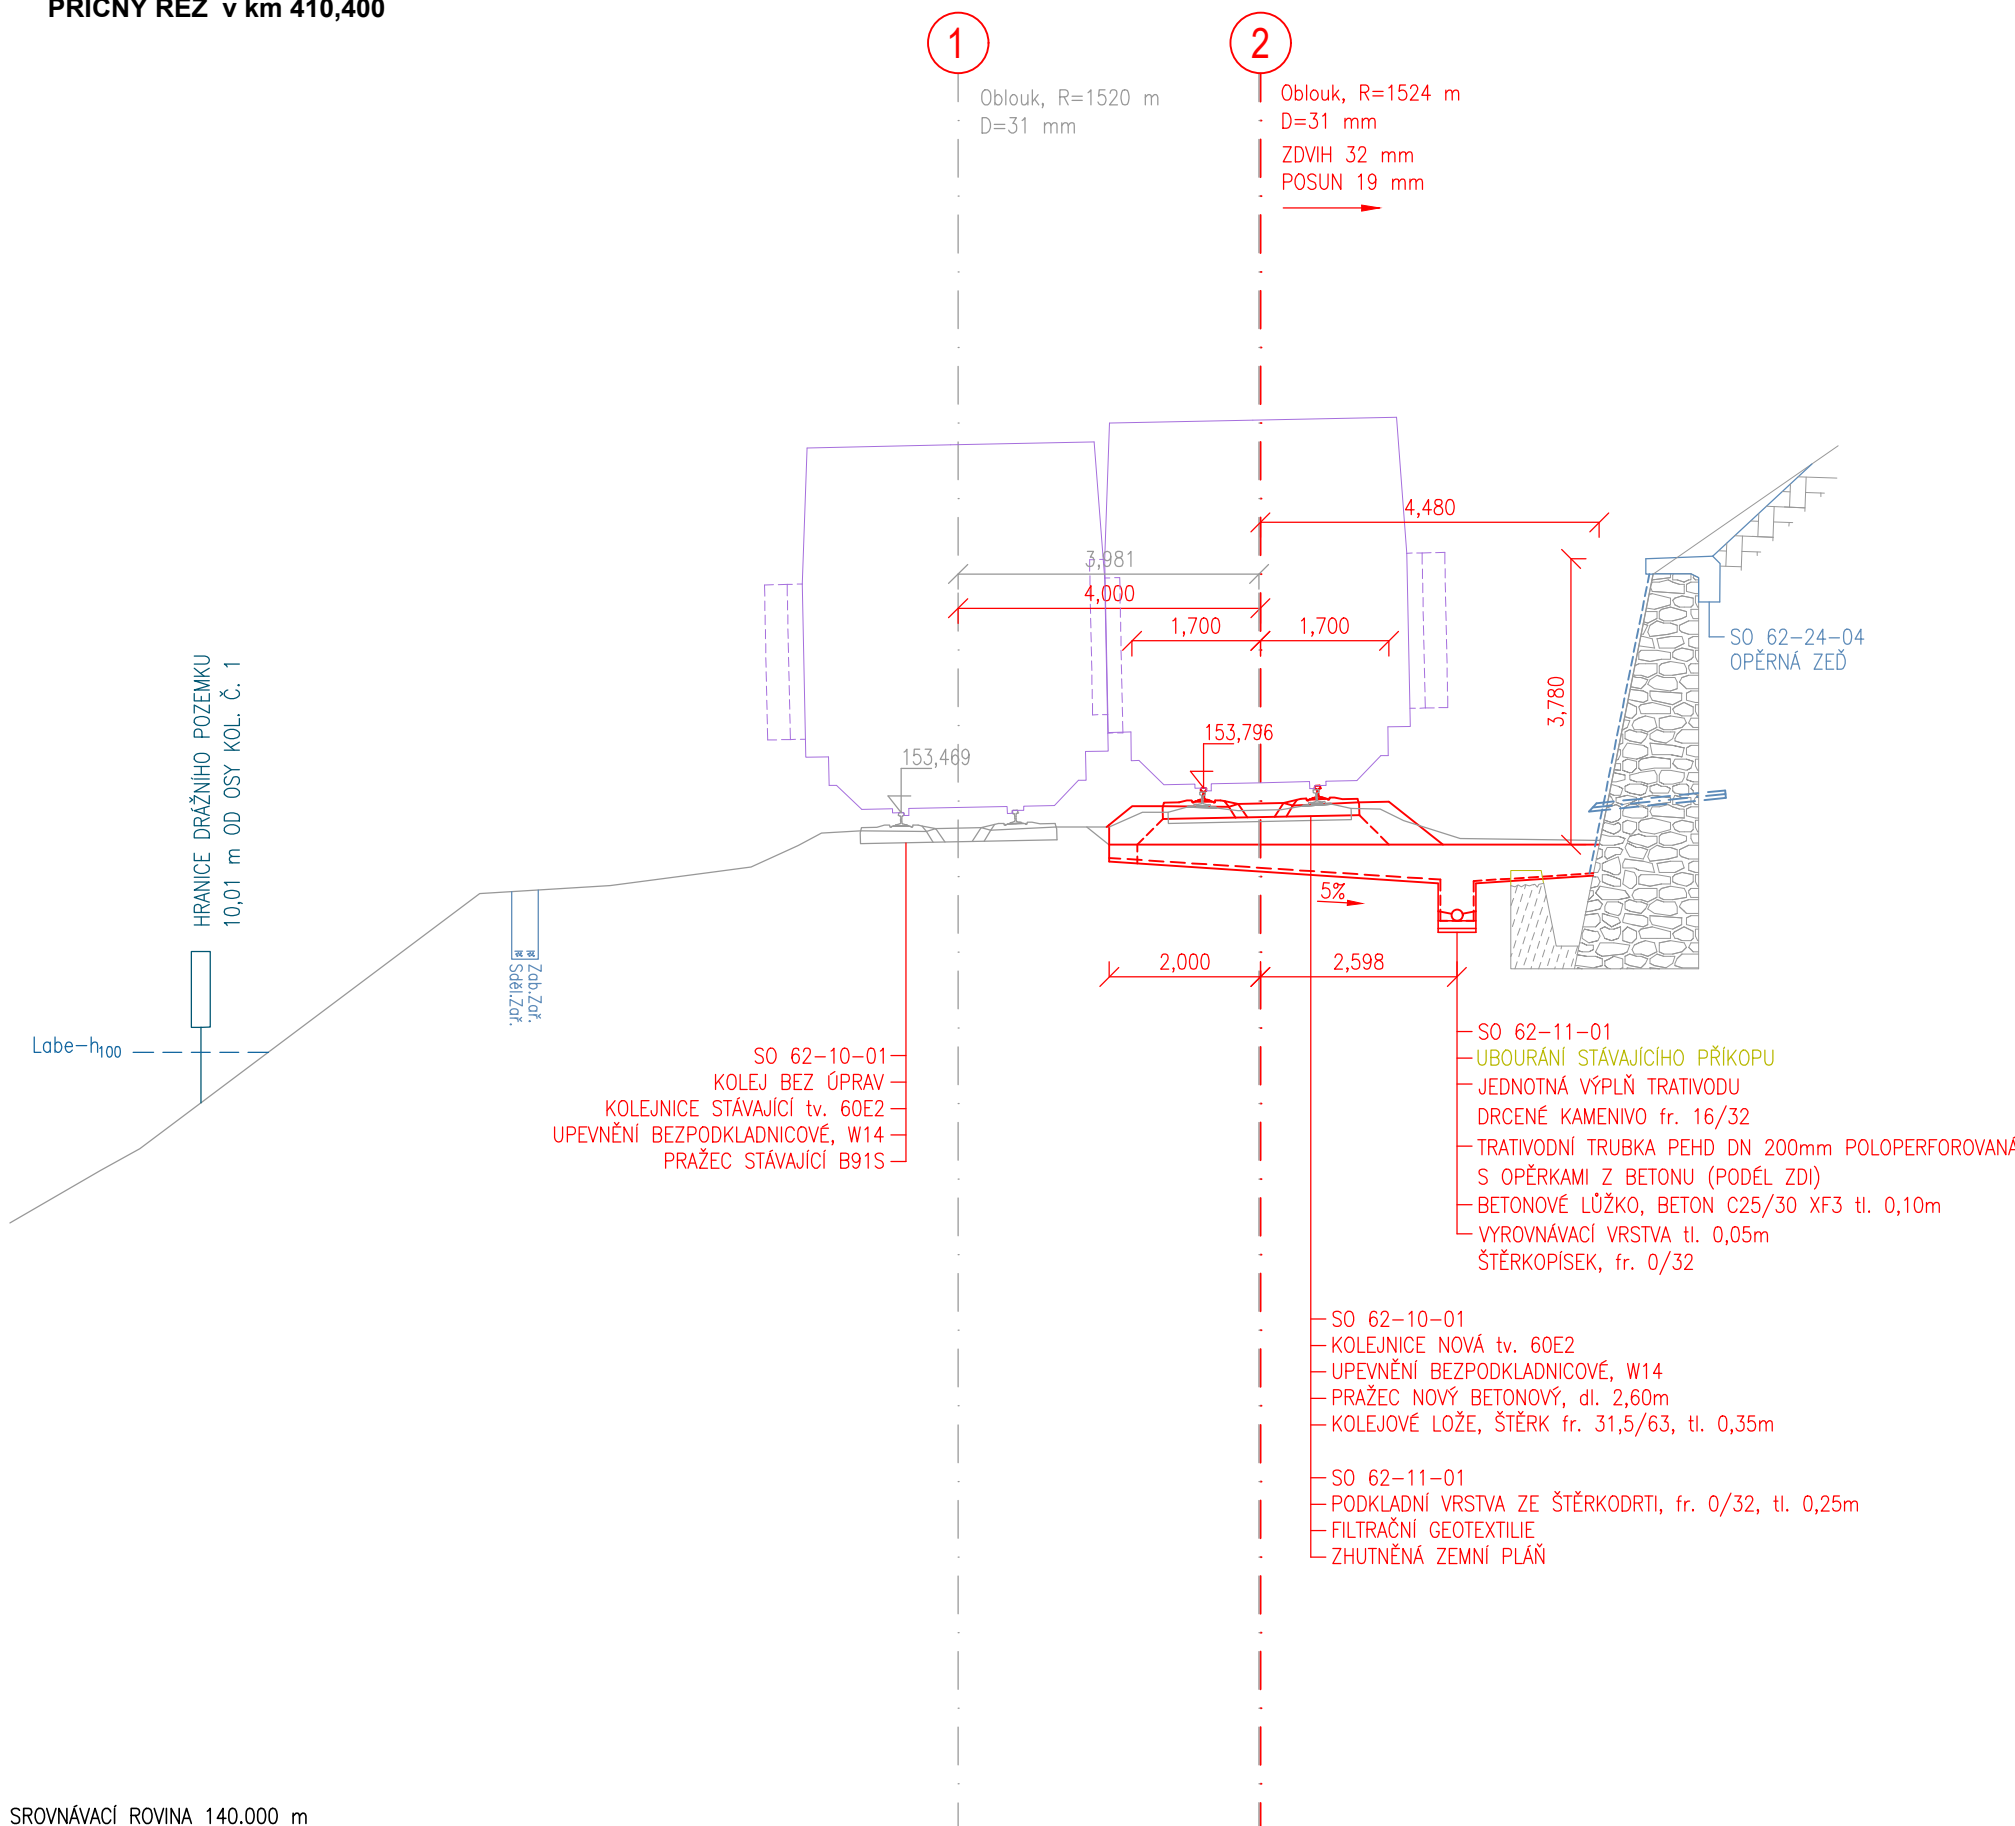 PŘÍČNÝ ŘEZ v km 410,400
1
2
Oblouk, R=1520 m
D=31 mm
Oblouk, R=1524 m
D=31 mm
ZDVIH 32 mm
POSUN 19 mm
4,480
3,981
4,000
1,700
1,700
3,780
SO 62-24-04
OPĚRNÁ ZEĎ
153,796
153,469
HRANICE DRÁŽNÍHO POZEMKU
10,01 m OD OSY KOL. Č. 1
5%
2,000
2,598
Zab.Zař.
Sděl.Zař.
Labe-h100
SO 62-10-01
KOLEJ BEZ ÚPRAV
KOLEJNICE STÁVAJÍCÍ tv. 60E2
UPEVNĚNÍ BEZPODKLADNICOVÉ, W14
PRAŽEC STÁVAJÍCÍ B91S
SO 62-11-01
UBOURÁNÍ STÁVAJÍCÍHO PŘÍKOPU
JEDNOTNÁ VÝPLŇ TRATIVODU
DRCENÉ KAMENIVO fr. 16/32
TRATIVODNÍ TRUBKA PEHD DN 200mm POLOPERFOROVANÁ
S OPĚRKAMI Z BETONU (PODÉL ZDI)
BETONOVÉ LŮŽKO, BETON C25/30 XF3 tl. 0,10m
VYROVNÁVACÍ VRSTVA tl. 0,05m
ŠTĚRKOPÍSEK, fr. 0/32
SO 62-10-01
KOLEJNICE NOVÁ tv. 60E2
UPEVNĚNÍ BEZPODKLADNICOVÉ, W14
PRAŽEC NOVÝ BETONOVÝ, dl. 2,60m
KOLEJOVÉ LOŽE, ŠTĚRK fr. 31,5/63, tl. 0,35m
SO 62-11-01
PODKLADNÍ VRSTVA ZE ŠTĚRKODRTI, fr. 0/32, tl. 0,25m
FILTRAČNÍ GEOTEXTILIE
ZHUTNĚNÁ ZEMNÍ PLÁŇ
SROVNÁVACÍ ROVINA 140.000 m